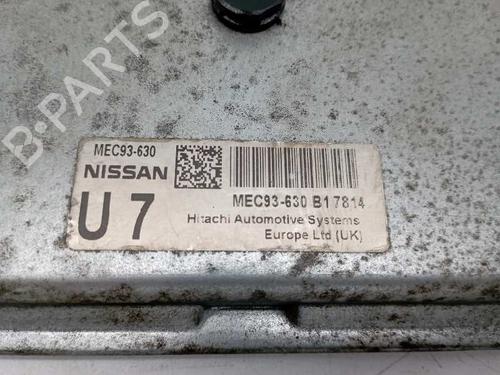 B-PARTS
MEC93-630
NISSAN
U 7
MEC93-630 B1 7814
Hitachi Automotive Systems
Europe Ltd (UK)